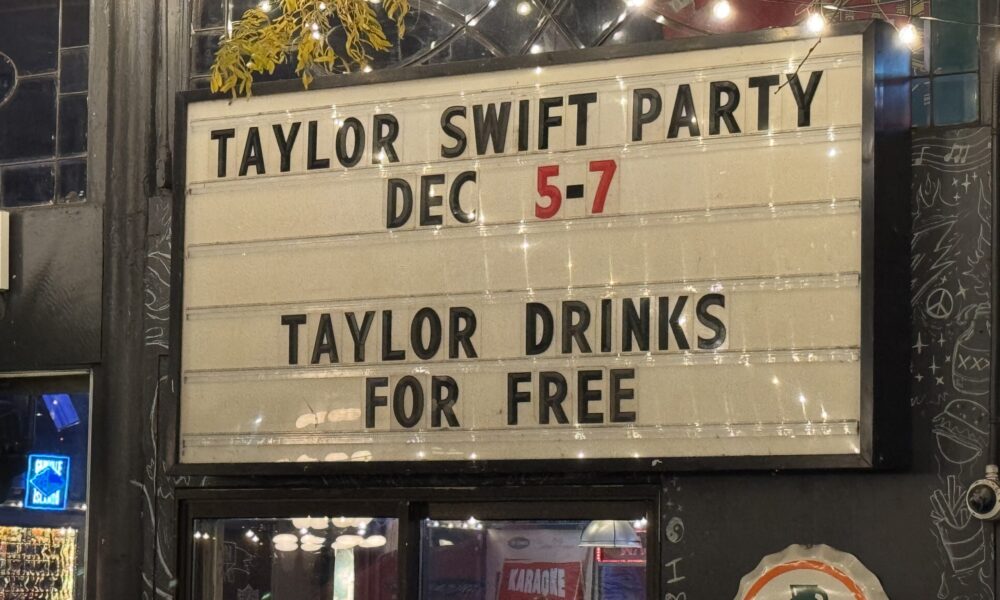 TAYLOR SWIFT PARTY
DEC 5-7
TAYLOR DRINKS
FOR FREE
KARAOKE